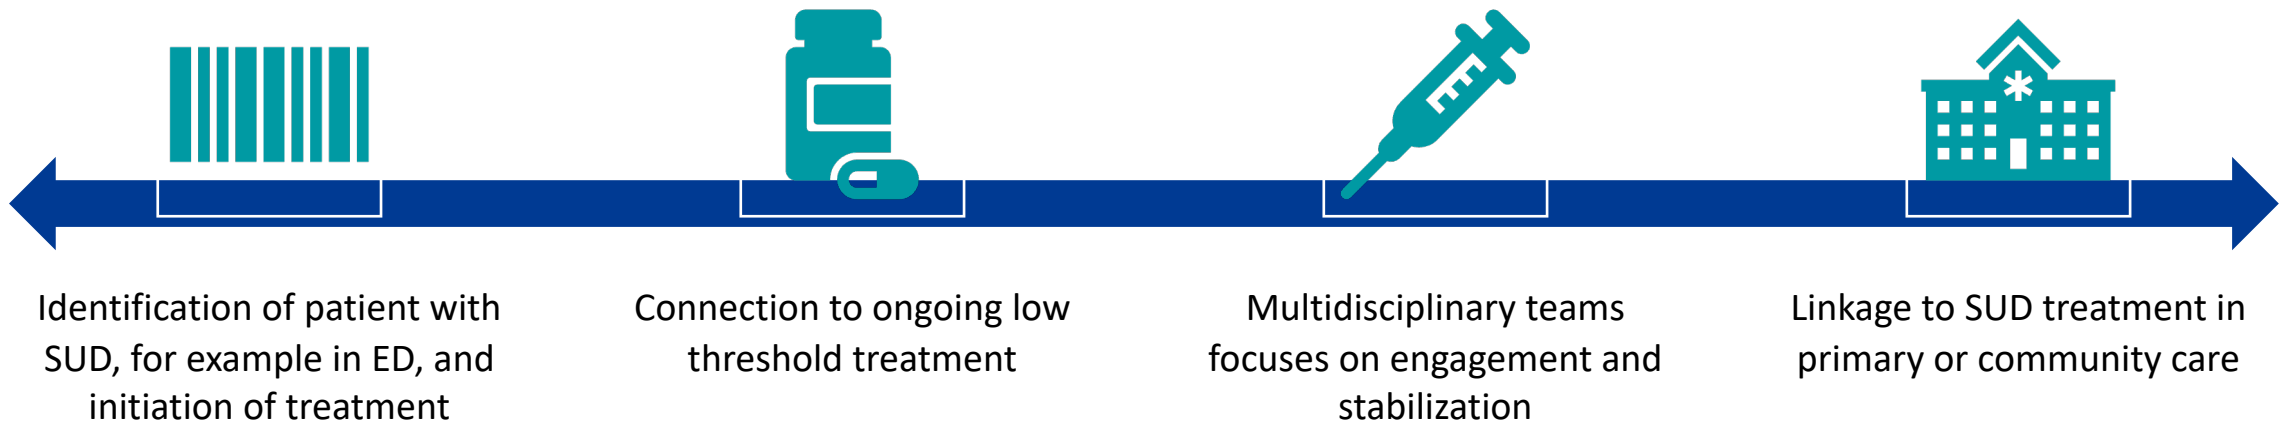 Identification of patient with
SUD, for example in ED, and
initiation of treatment
Connection to ongoing low
threshold treatment
Multidisciplinary teams
focuses on engagement and
stabilization
Linkage to SUD treatment in
primary or community care